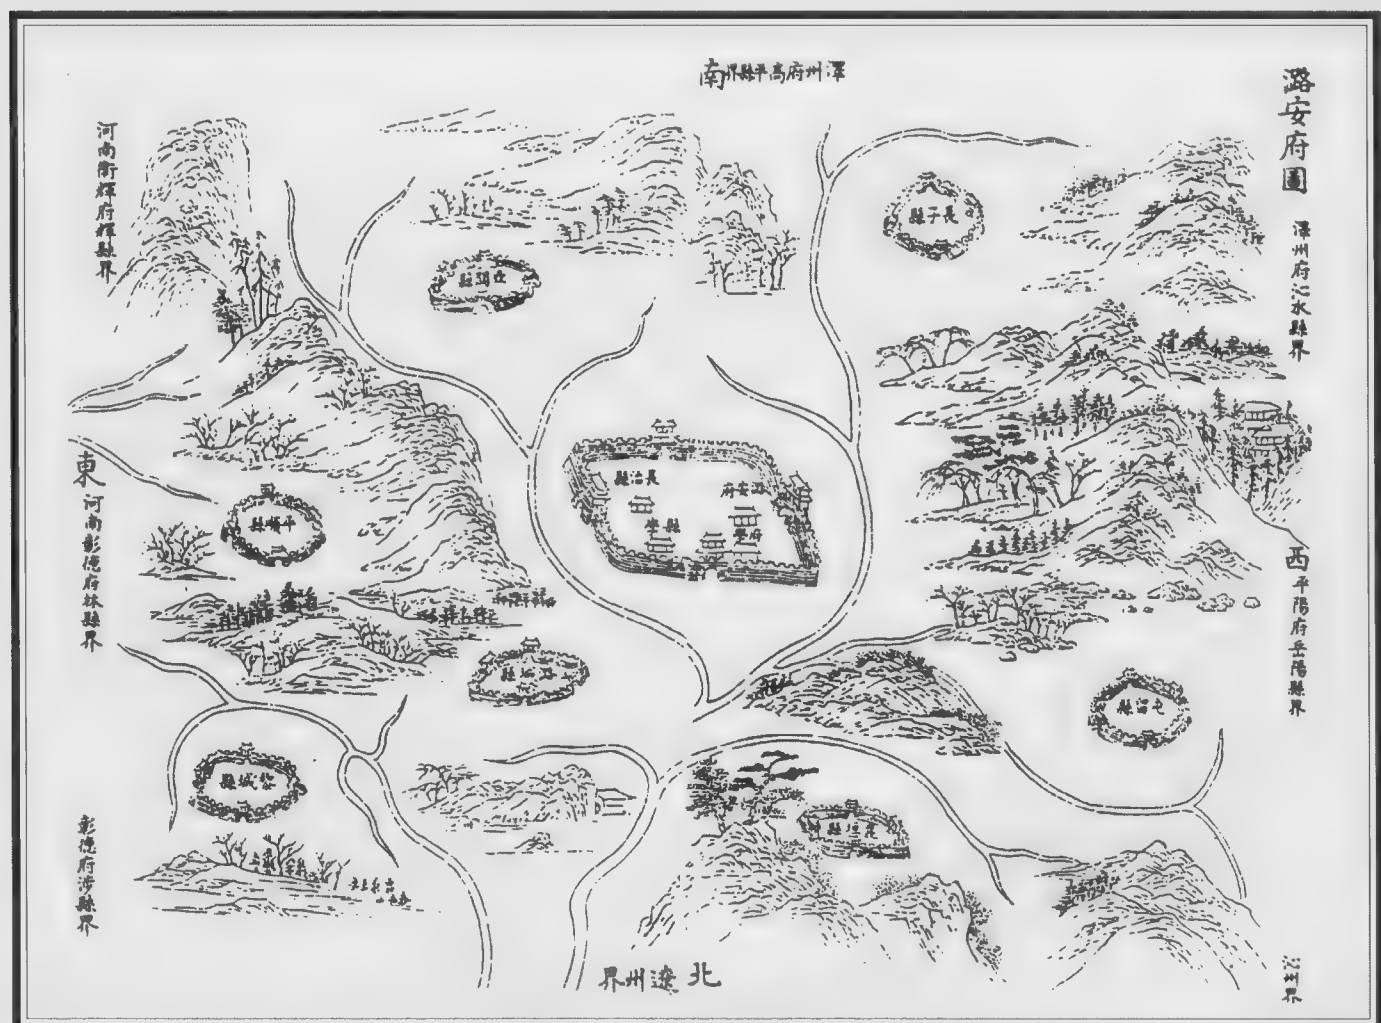 潞安府圖
澤州府沁水縣界
西平陽府岳陽縣界
沁州界
澤州府高平縣界南
長子縣
壺關縣
長治縣
潞安府
縣學
府學
屯留縣
襄垣縣
北遼州界
潞城縣
平順縣
黎城縣
河南衛輝府輝縣界
東河南彰德府林縣界
彰德府涉縣界